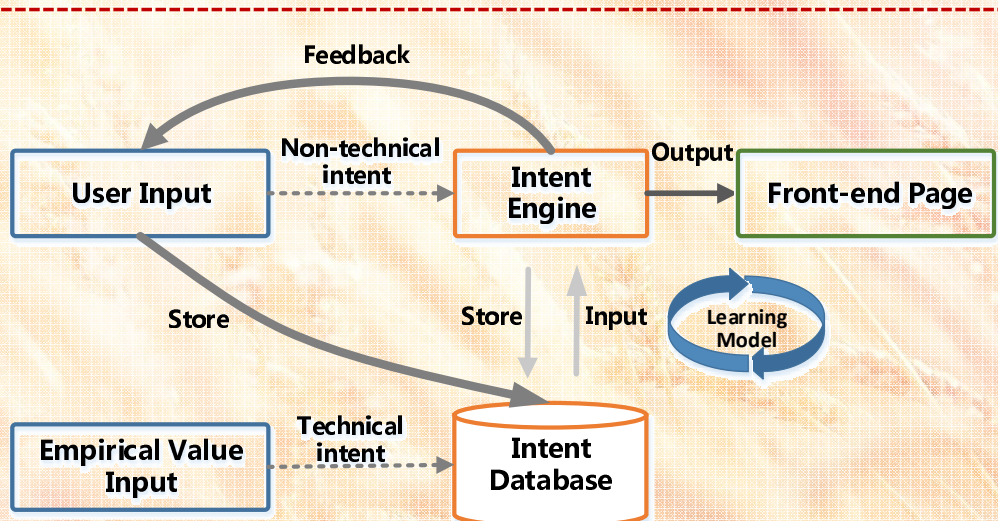 Feedback
User Input
Non-technical
intent
Intent
Engine
Output
Front-end Page
Store
Store
Input
Learning
Model
Empirical Value
Input
Technical
intent
Intent
Database